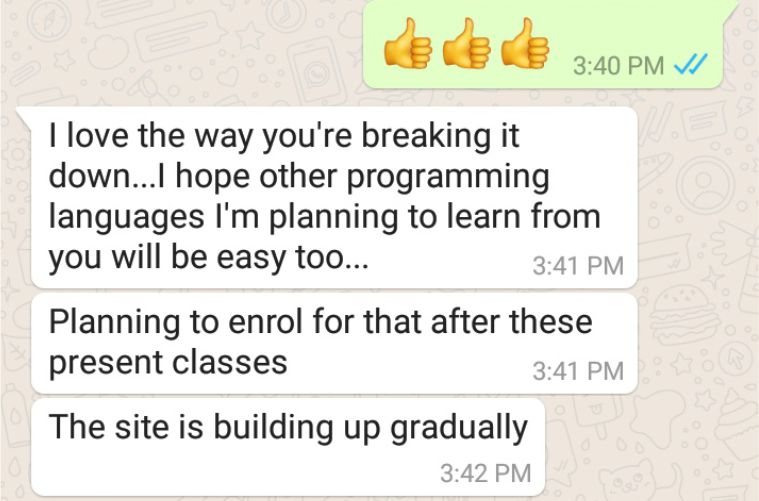 👍👍👍 3:40 PM
I love the way you're breaking it
down...I hope other programming
languages I'm planning to learn from
you will be easy too... 3:41 PM
Planning to enrol for that after these
present classes 3:41 PM
The site is building up gradually
3:42 PM